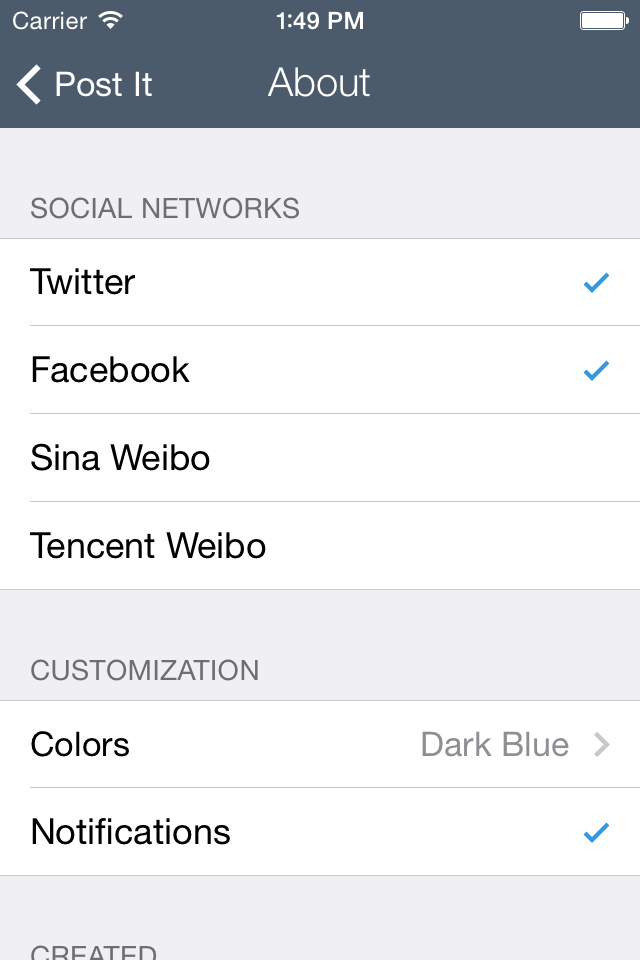 Carrier 1:49 PM
Post It About
SOCIAL NETWORKS
Twitter
Facebook
Sina Weibo
Tencent Weibo
CUSTOMIZATION
Colors Dark Blue
Notifications
CREATED